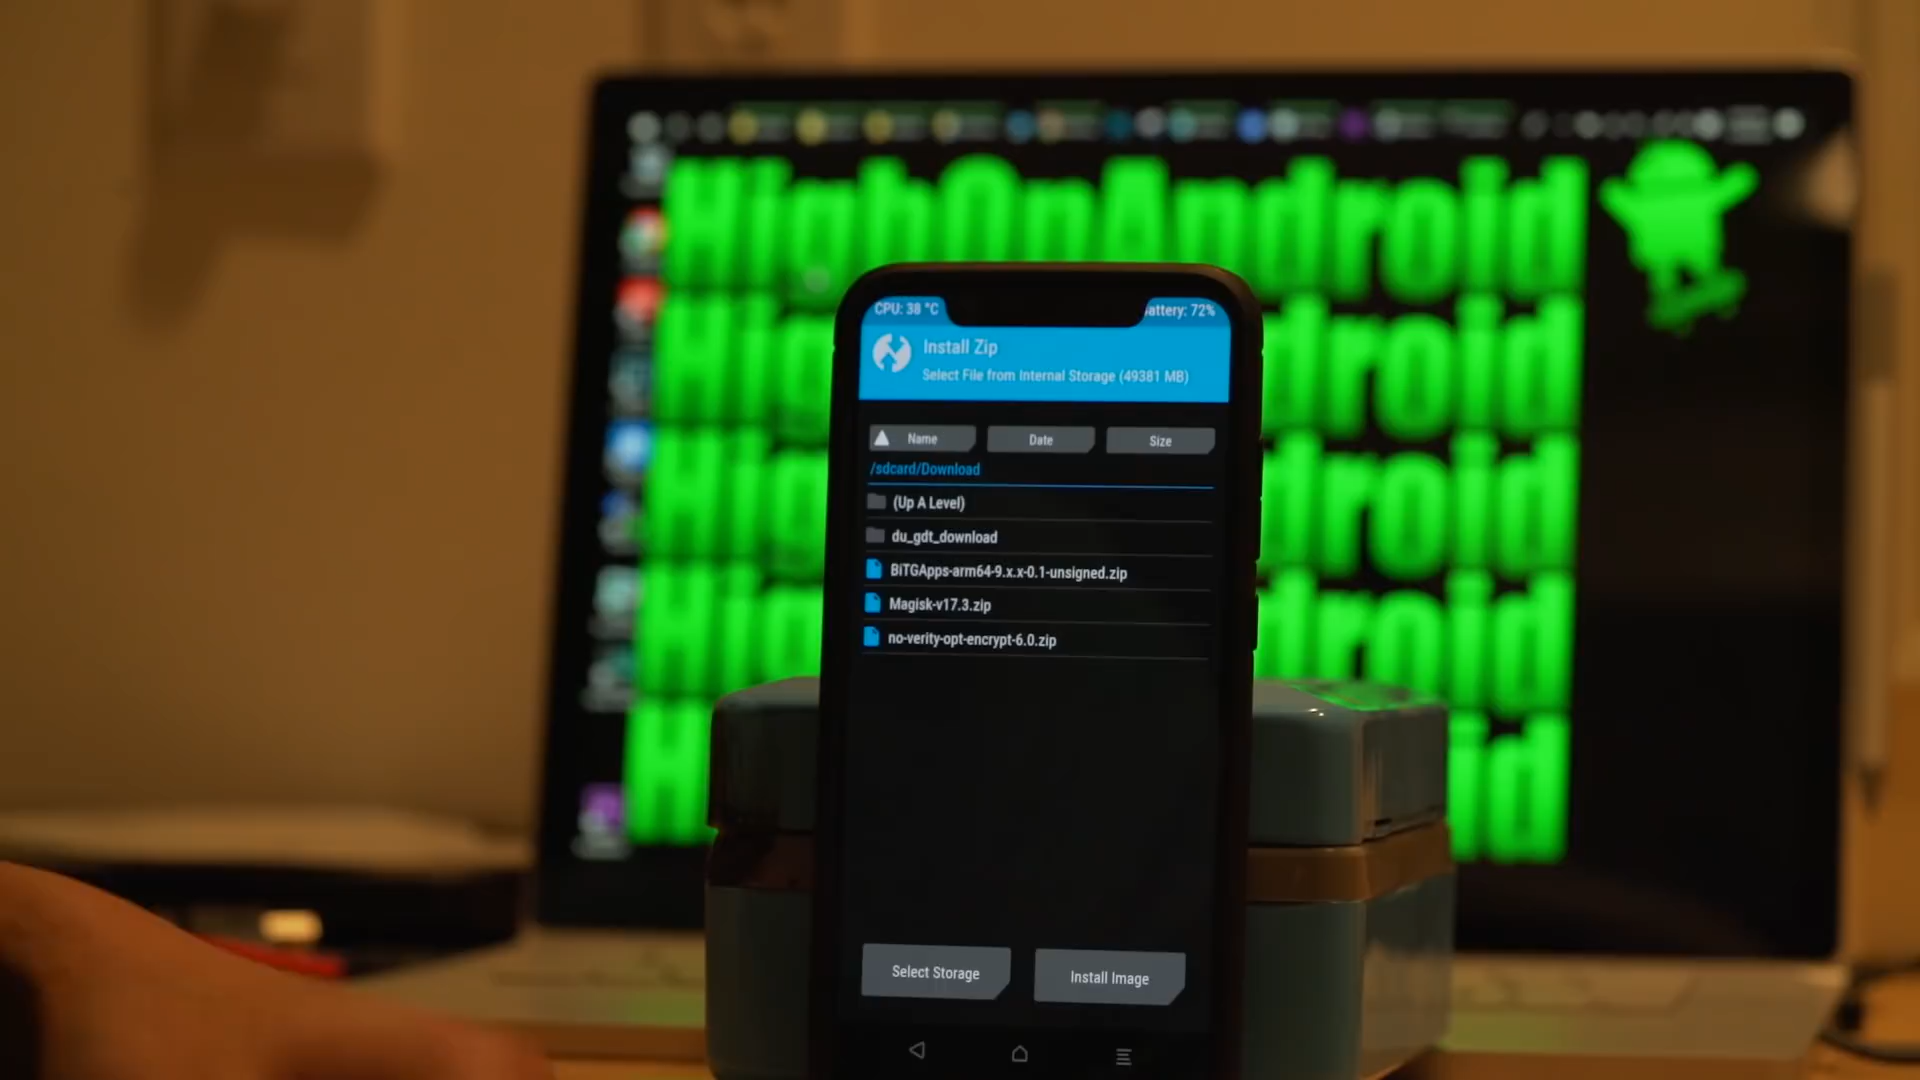 HighOnAndroid
CPU: 38 °C
attery: 72%
Install Zip
Select File from Internal Storage (49381 MB)
Name
Date
Size
/sdcard/Download
(Up A Level)
du_gdt_download
BiTGApps-arm64-9.x.x-0.1-unsigned.zip
Magisk-v17.3.zip
no-verity-opt-encrypt-6.0.zip
Select Storage
Install Image